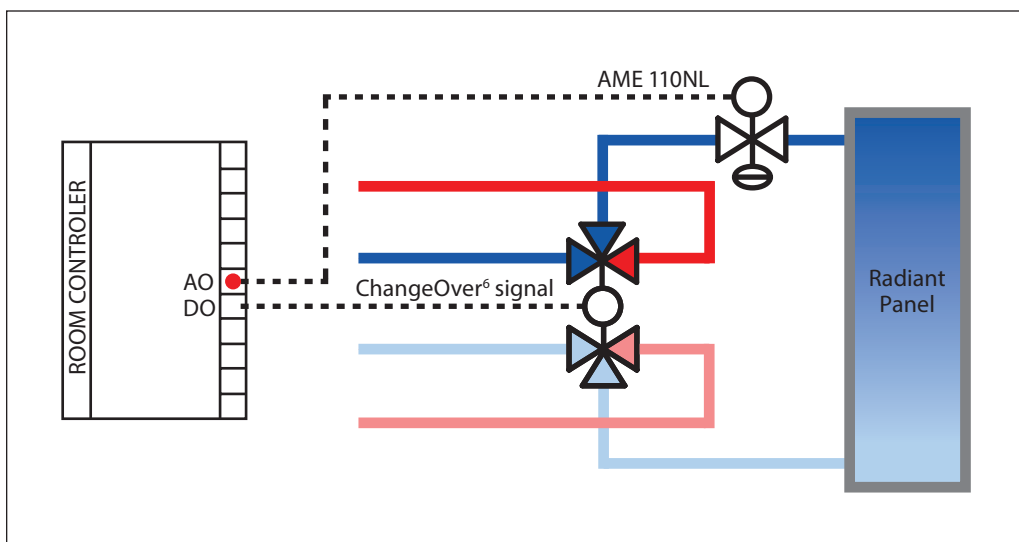 AME 110NL
ROOM CONTROLER
AO
DO
ChangeOver⁶ signal
Radiant
Panel